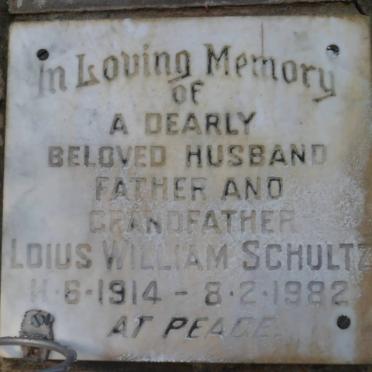 In Loving Memory
OF
A DEARLY
BELOVED HUSBAND
FATHER AND
GRANDFATHER
LOIUS WILLIAM SCHULTZ
11·6·1914 - 8·2·1982
AT PEACE.